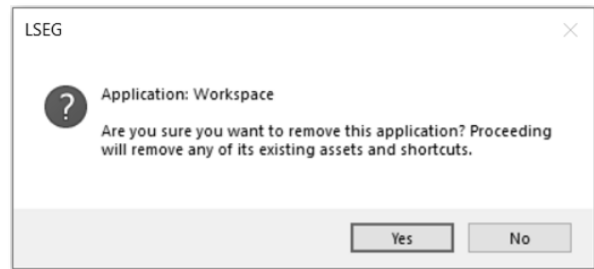 LSEG
Application: Workspace
Are you sure you want to remove this application? Proceeding
will remove any of its existing assets and shortcuts.
Yes No